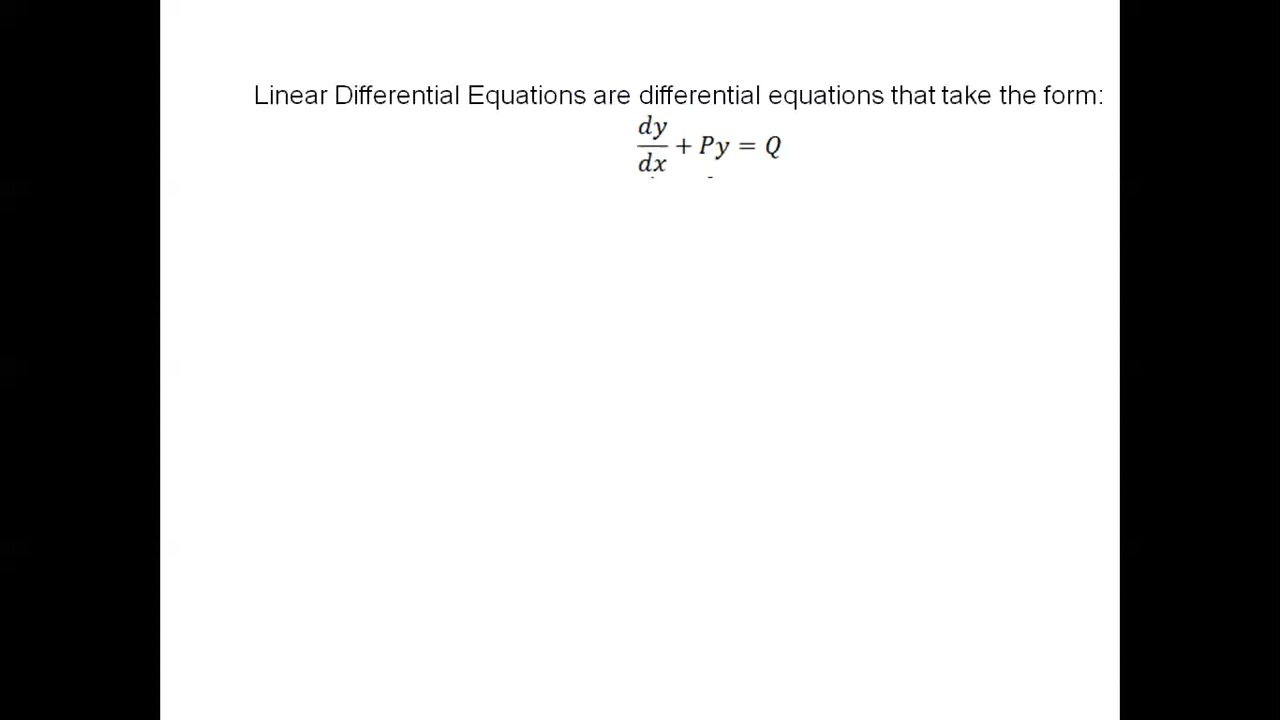 Linear Differential Equations are differential equations that take the form:
dy/dx + Py = Q